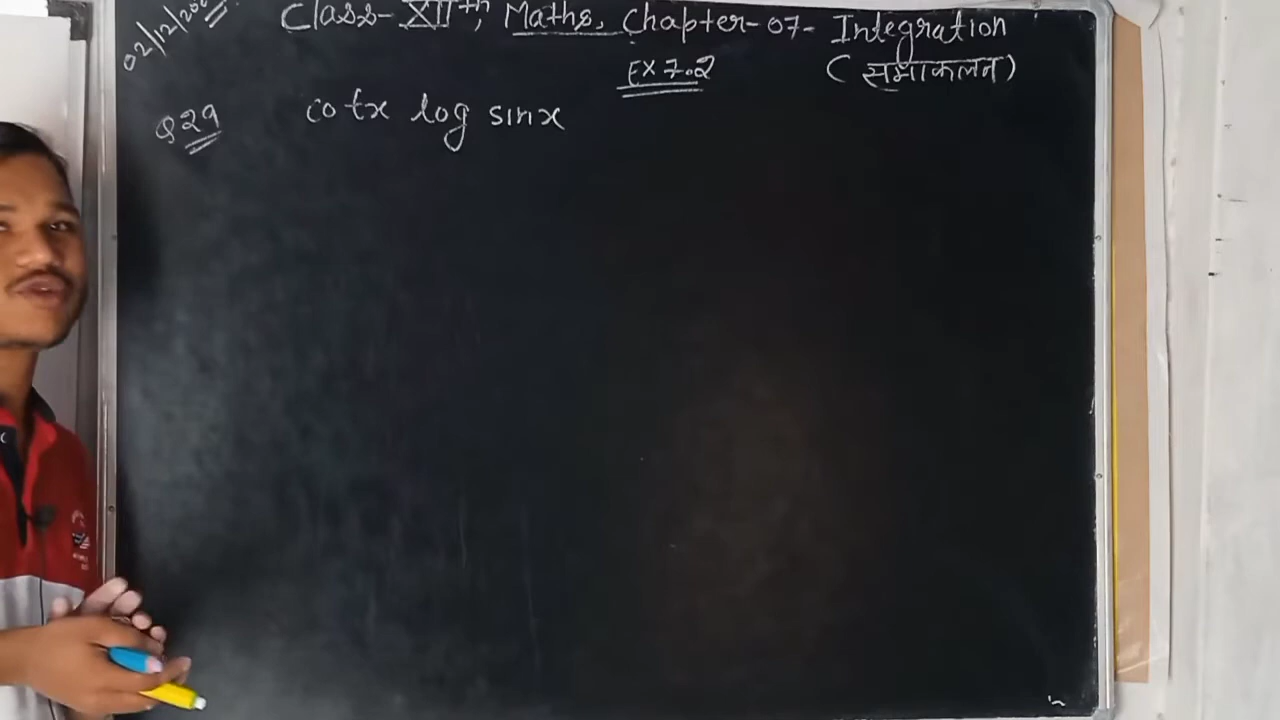 Class-XIIth, Maths, Chapter-07- Integration
EX 7.2 (समाकलन)
Q29 cotx log sinx